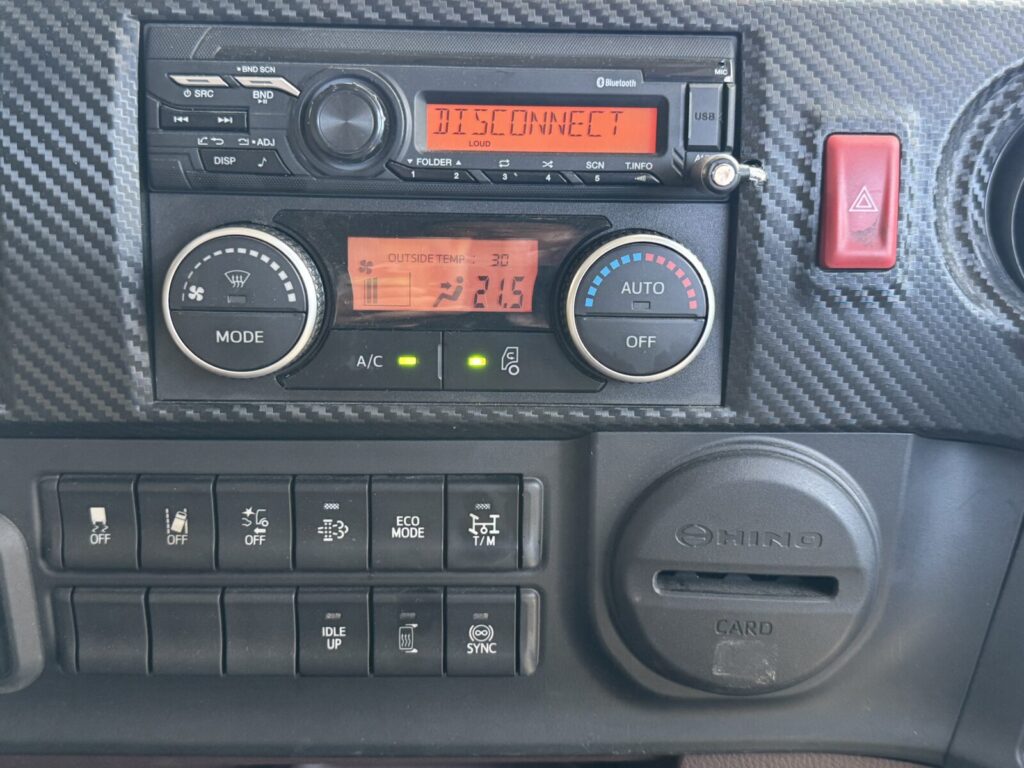 BND SCN
MIC
Bluetooth
SRC
BND
USB
DISCONNECT
LOUD
ADJ
DISP
FOLDER
SCN
T.INFO
1 2 3 4 5
OUTSIDE TEMP : 30
21.5
AUTO
MODE
OFF
A/C
OFF
OFF
OFF
ECO
MODE
T/M
HINO
CARD
IDLE
UP
SYNC